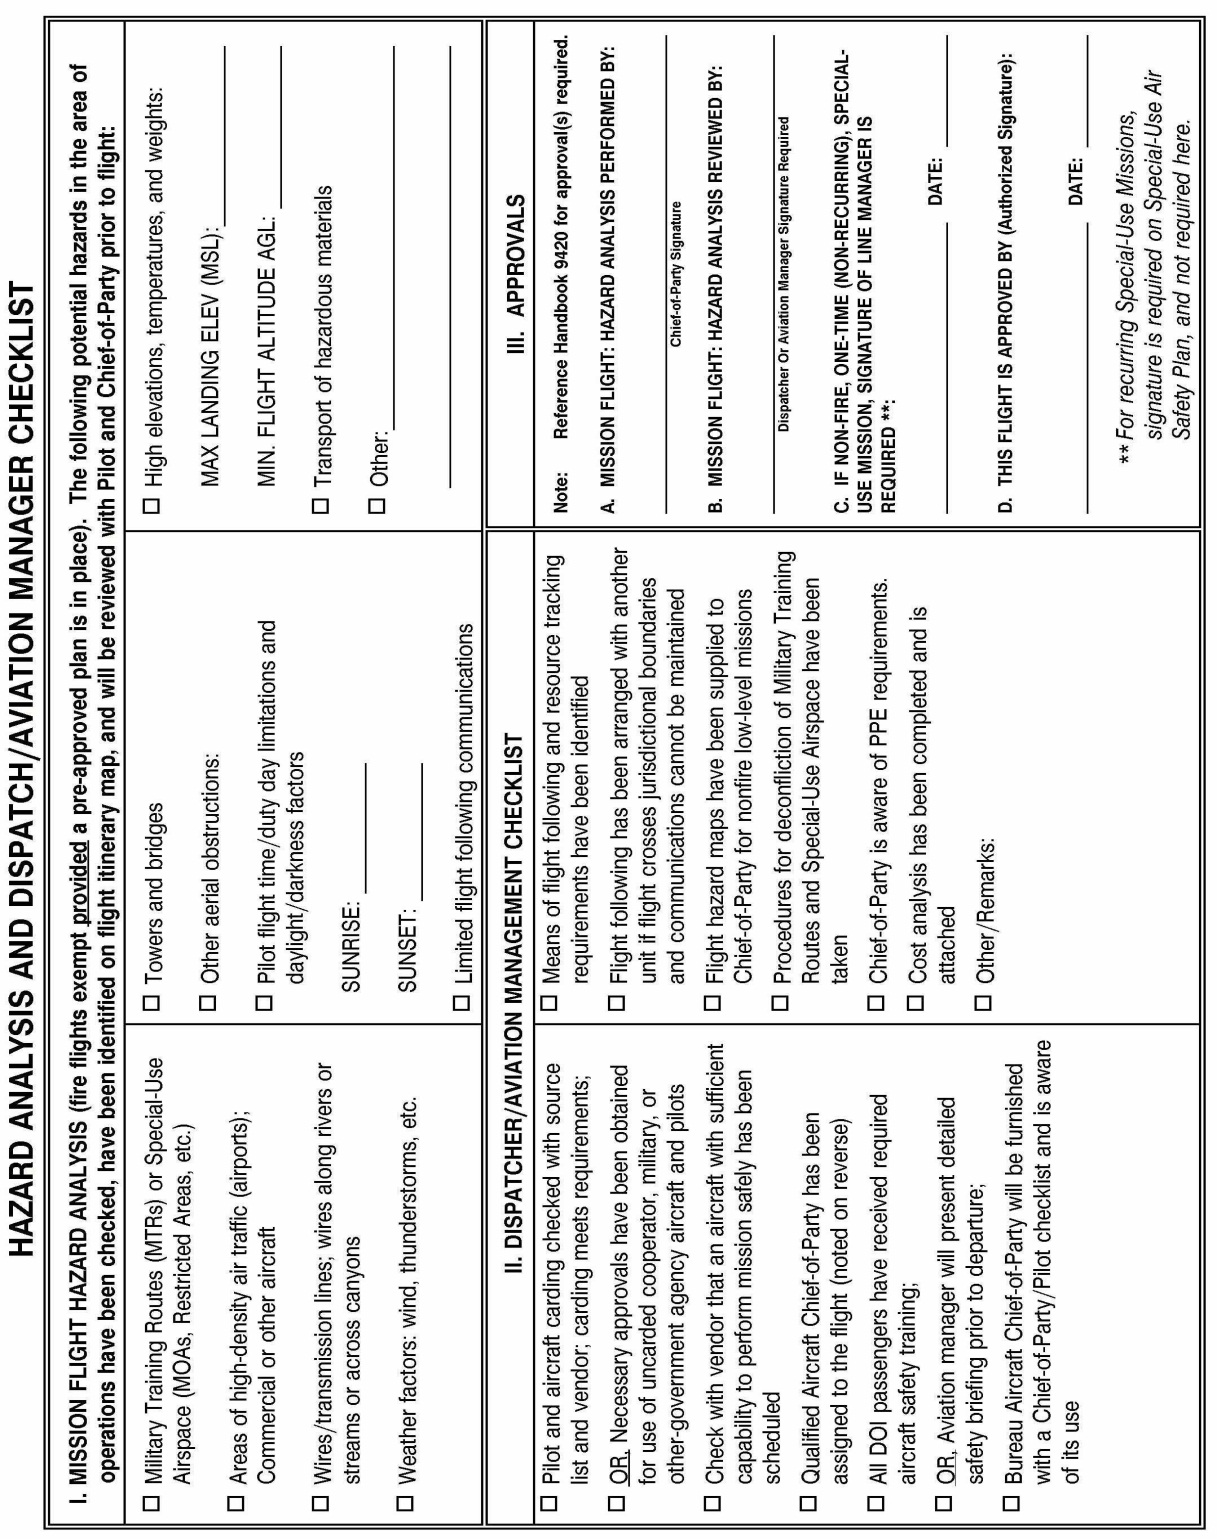 HAZARD ANALYSIS AND DISPATCH/AVIATION MANAGER CHECKLIST
I. MISSION FLIGHT HAZARD ANALYSIS (fire flights exempt provided a pre-approved plan is in place). The following potential hazards in the area of
operations have been checked, have been identified on flight itinerary map, and will be reviewed with Pilot and Chief-of-Party prior to flight:
☐ Military Training Routes (MTRs) or Special-Use
Airspace (MOAs, Restricted Areas, etc.)
☐ Areas of high-density air traffic (airports);
Commercial or other aircraft
☐ Wires/transmission lines; wires along rivers or
streams or across canyons
☐ Weather factors: wind, thunderstorms, etc.
☐ Towers and bridges
☐ Other aerial obstructions:
☐ Pilot flight time/duty day limitations and
daylight/darkness factors
SUNRISE:
SUNSET:
☐ Limited flight following communications
☐ High elevations, temperatures, and weights:
MAX LANDING ELEV (MSL):
MIN. FLIGHT ALTITUDE AGL:
☐ Transport of hazardous materials
☐ Other:
II. DISPATCHER/AVIATION MANAGEMENT CHECKLIST
☐ Pilot and aircraft carding checked with source
list and vendor; carding meets requirements;
☐ OR, Necessary approvals have been obtained
for use of uncarded cooperator, military, or
other-government agency aircraft and pilots
☐ Check with vendor that an aircraft with sufficient
capability to perform mission safely has been
scheduled
☐ Qualified Aircraft Chief-of-Party has been
assigned to the flight (noted on reverse)
☐ All DOI passengers have received required
aircraft safety training;
☐ OR, Aviation manager will present detailed
safety briefing prior to departure;
☐ Bureau Aircraft Chief-of-Party will be furnished
with a Chief-of-Party/Pilot checklist and is aware
of its use
☐ Means of flight following and resource tracking
requirements have been identified
☐ Flight following has been arranged with another
unit if flight crosses jurisdictional boundaries
and communications cannot be maintained
☐ Flight hazard maps have been supplied to
Chief-of-Party for nonfire low-level missions
☐ Procedures for deconfliction of Military Training
Routes and Special-Use Airspace have been
taken
☐ Chief-of-Party is aware of PPE requirements.
☐ Cost analysis has been completed and is
attached
☐ Other/Remarks:
III. APPROVALS
Note: Reference Handbook 9420 for approval(s) required.
A. MISSION FLIGHT: HAZARD ANALYSIS PERFORMED BY:
Chief-of-Party Signature
B. MISSION FLIGHT: HAZARD ANALYSIS REVIEWED BY:
Dispatcher Or Aviation Manager Signature Required
C. IF NON-FIRE, ONE-TIME (NON-RECURRING), SPECIAL-
USE MISSION, SIGNATURE OF LINE MANAGER IS
REQUIRED **:
DATE:
D. THIS FLIGHT IS APPROVED BY (Authorized Signature):
DATE:
** For recurring Special-Use Missions,
signature is required on Special-Use Air
Safety Plan, and not required here.